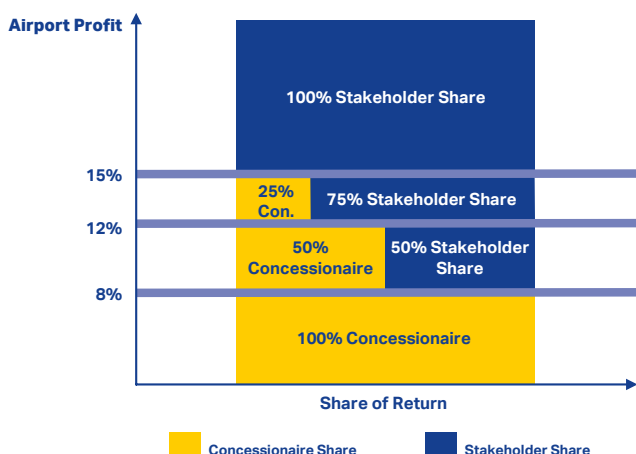 Airport Profit
100% Stakeholder Share
15%
25%
Con.
75% Stakeholder Share
12%
50%
Concessionaire
50% Stakeholder
Share
8%
100% Concessionaire
Share of Return
Concessionaire Share
Stakeholder Share